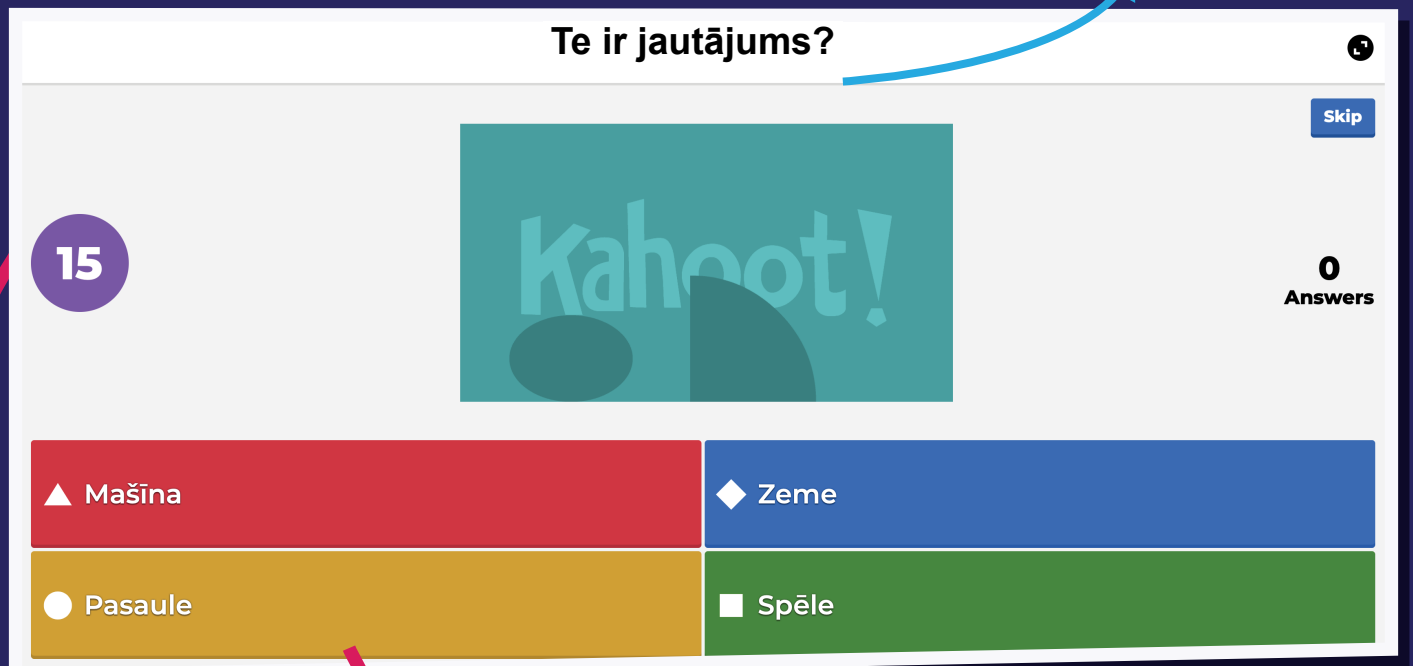 Te ir jautājums?
Skip
Kahoot!
15
0
Answers
Mašīna
Zeme
Pasaule
Spēle